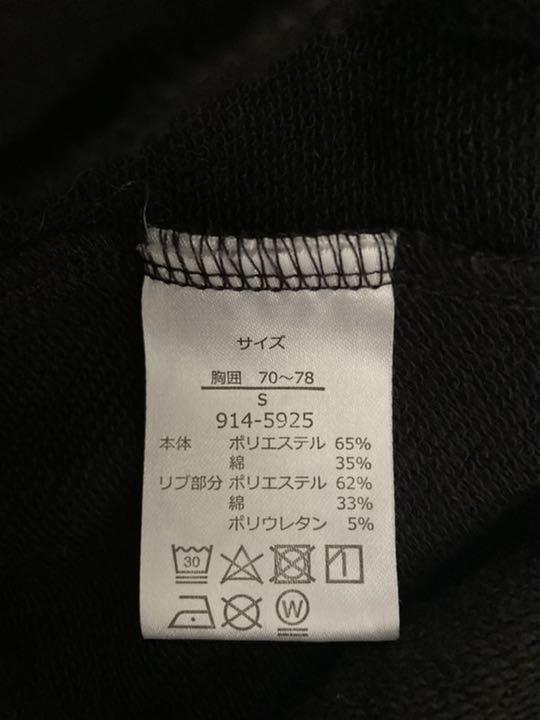 サイズ
胸囲 70～78
S
914-5925
本体 ポリエステル 65%
綿 35%
リブ部分 ポリエステル 62%
綿 33%
ポリウレタン 5%
30
W